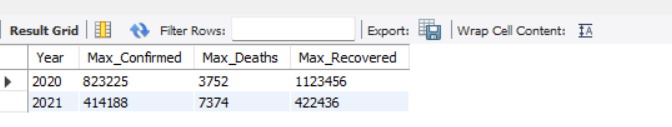 Result Grid Filter Rows: Export: Wrap Cell Content: IA
Year Max_Confirmed Max_Deaths Max_Recovered
2020 823225 3752 1123456
2021 414188 7374 422436